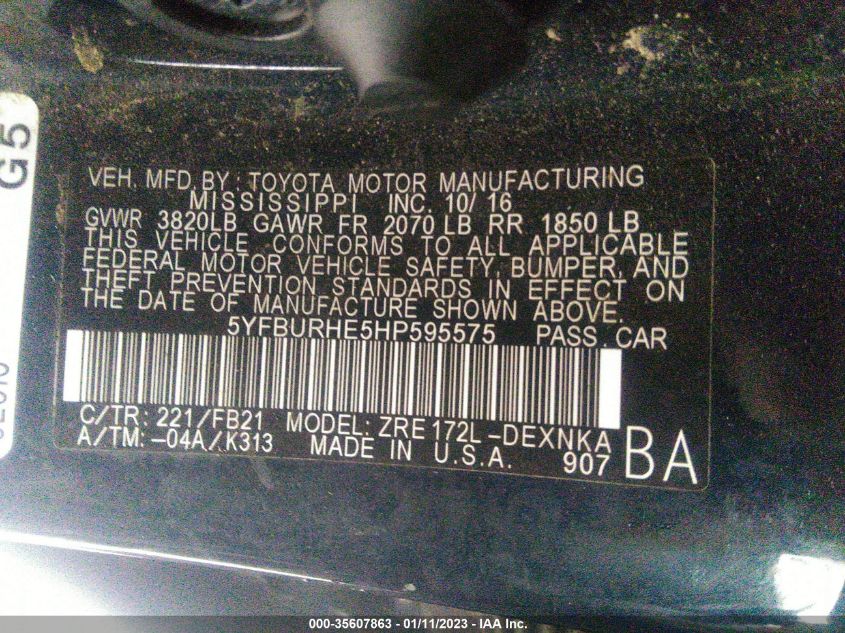 G5
VEH. MFD. BY: TOYOTA MOTOR MANUFACTURING
MISSISSIPPI INC. 10/16
GVWR 3820LB GAWR FR 2070 LB RR 1850 LB
THIS VEHICLE CONFORMS TO ALL APPLICABLE
FEDERAL MOTOR VEHICLE SAFETY, BUMPER, AND
THEFT PREVENTION STANDARDS IN EFFECT ON
THE DATE OF MANUFACTURE SHOWN ABOVE.
5YFBURHE5HP595575 PASS. CAR
C/TR: 221/FB21 MODEL: ZRE172L-DEXNKA
A/TM: -04A/K313 MADE IN U.S.A. 907 BA
000-35607863 - 01/11/2023 - IAA Inc.